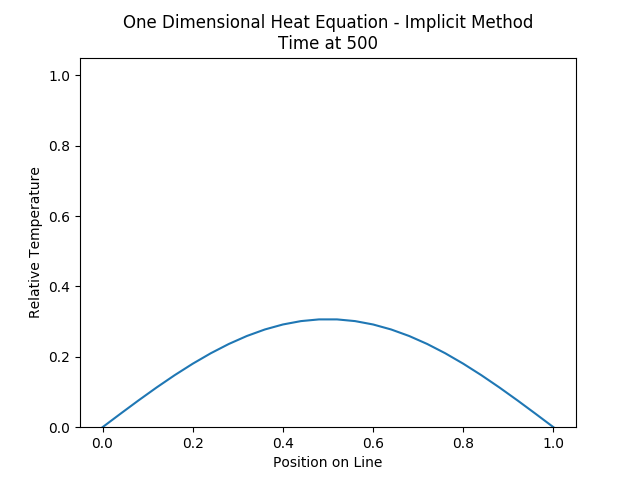 One Dimensional Heat Equation - Implicit Method
Time at 500
1.0
0.8
0.6
0.4
0.2
0.0
Relative Temperature
0.0 0.2 0.4 0.6 0.8 1.0
Position on Line